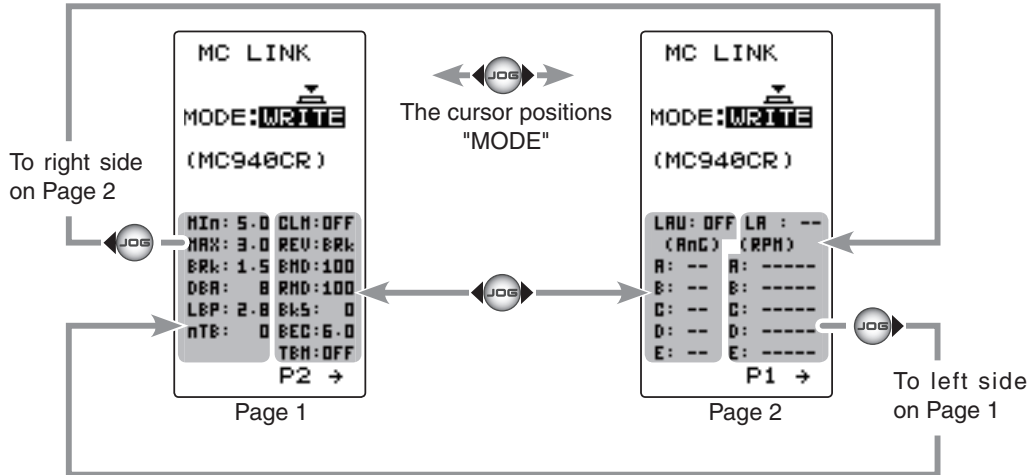 MC LINK
MODE:WRITE
(MC940CR)
MIn: 5.0 CLM:OFF
MAX: 3.0 REV:BRk
BRk: 1.5 BMD:100
DBA: 8 RMD:100
LBP: 2.8 BkS: 0
nTB: 0 BEC:6.0
TBM:OFF
P2 →
Page 1
To right side
on Page 2
JOG
JOG
The cursor positions
"MODE"
JOG
MC LINK
MODE:WRITE
(MC940CR)
LAU: OFF LA : --
(AnG) (RPM)
A: -- A: -----
B: -- B: -----
C: -- C: -----
D: -- D: -----
E: -- E: -----
P1 →
Page 2
JOG
To left side
on Page 1